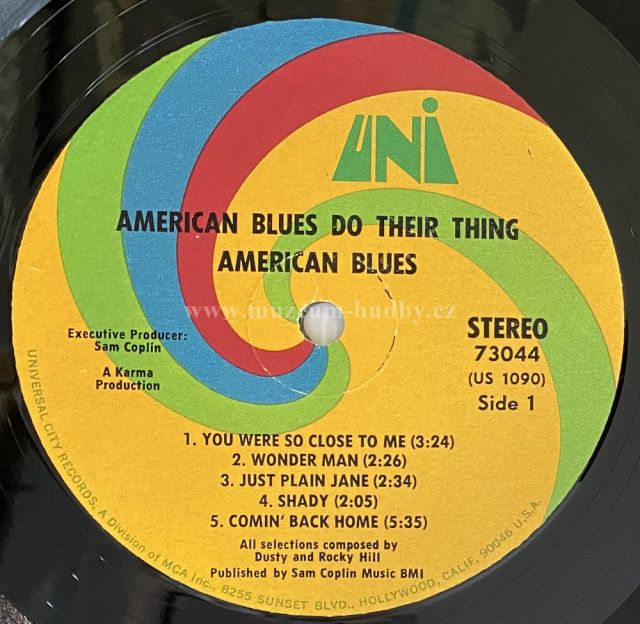 UNI
AMERICAN BLUES DO THEIR THING
AMERICAN BLUES
www.muzeum-hudby.cz
Executive Producer:
Sam Coplin
A Karma
Production
STEREO
73044
(US 1090)
Side 1
1. YOU WERE SO CLOSE TO ME (3:24)
2. WONDER MAN (2:26)
3. JUST PLAIN JANE (2:34)
4. SHADY (2:05)
5. COMIN' BACK HOME (5:35)
All selections composed by
Dusty and Rocky Hill
Published by Sam Coplin Music BMI
UNIVERSAL CITY RECORDS, A Division of MCA Inc., 8255 SUNSET BLVD., HOLLYWOOD, CALIF. 90046 U.S.A.